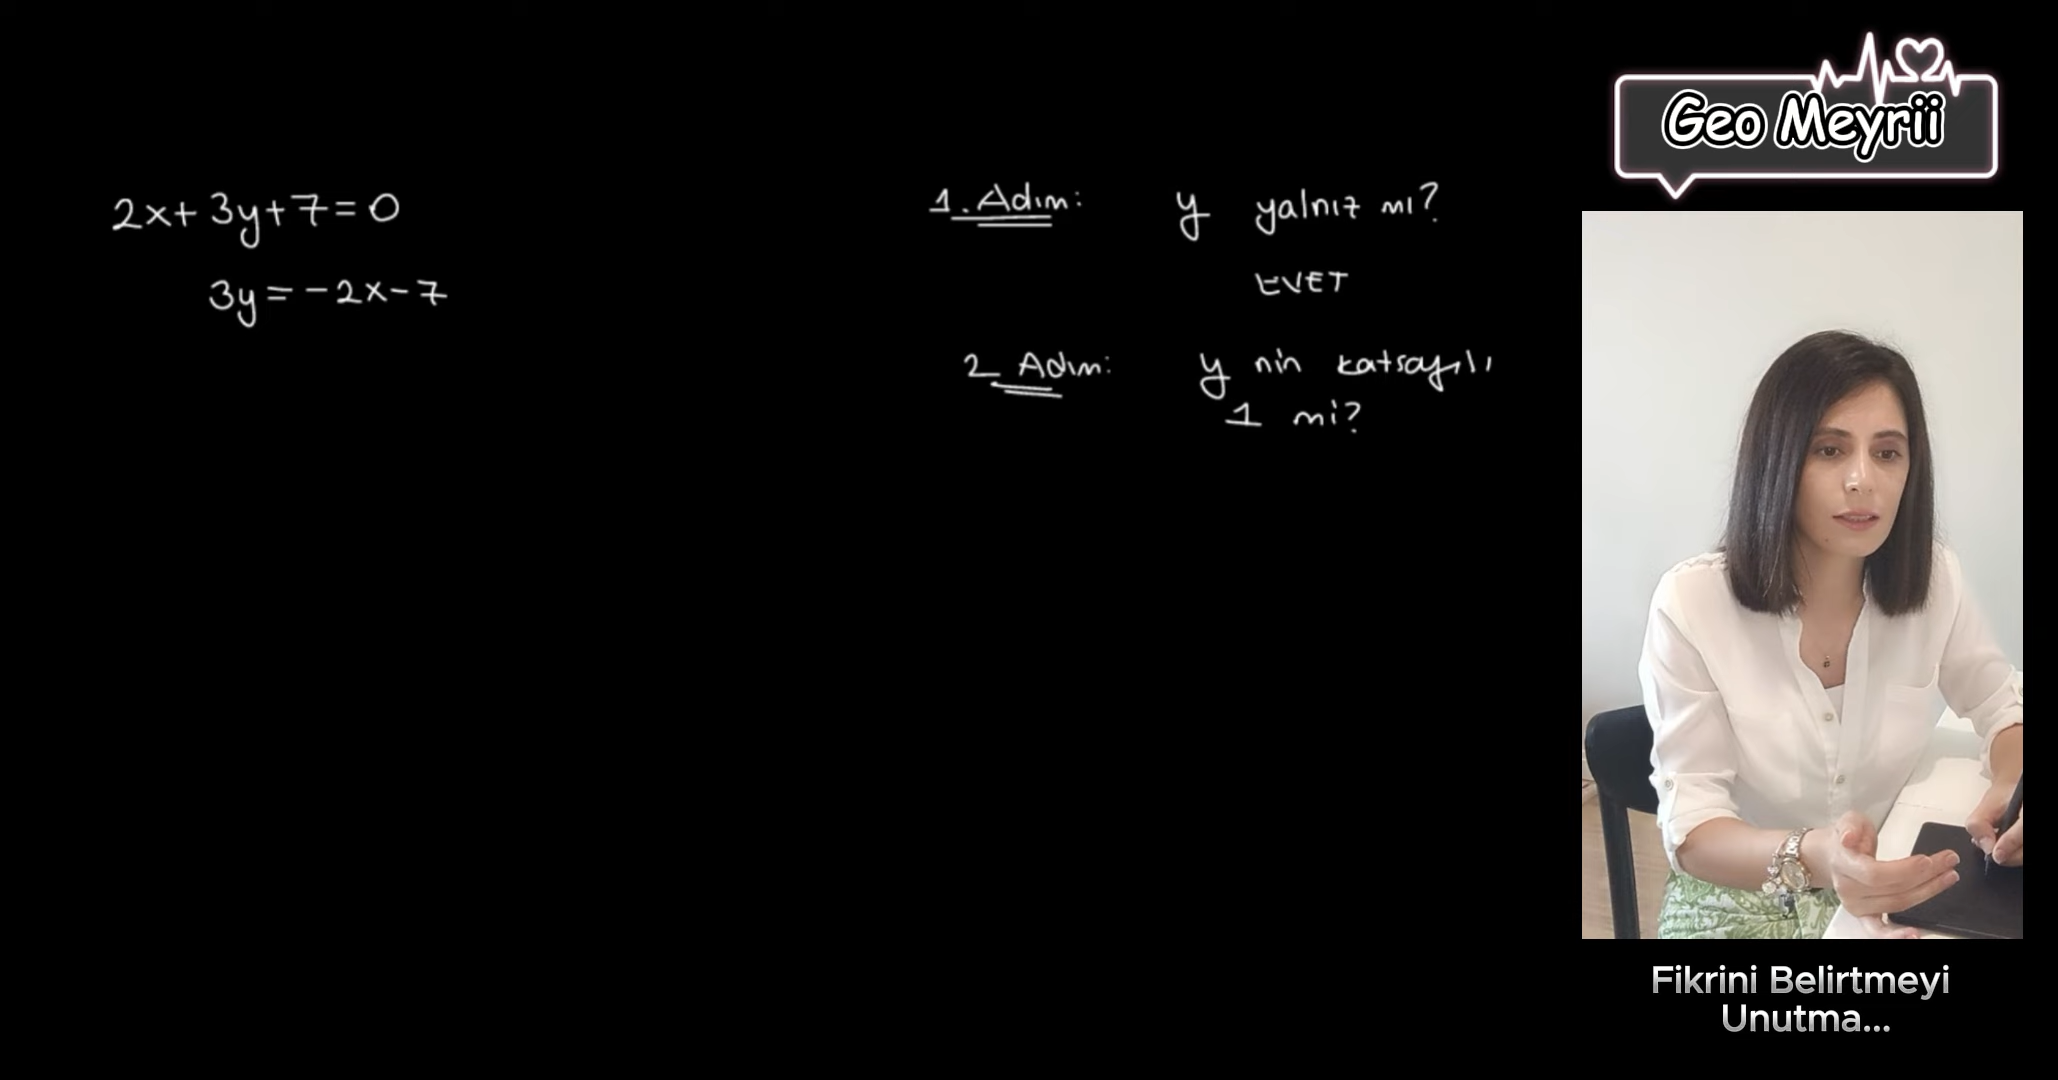 2x+3y+7=0
3y=-2x-7
1. Adım: y yalnız mı?
EVET
2 Adım: y nin katsayılı
1 mi?
Geo Meyrii
Fikrini Belirtmeyi
Unutma...